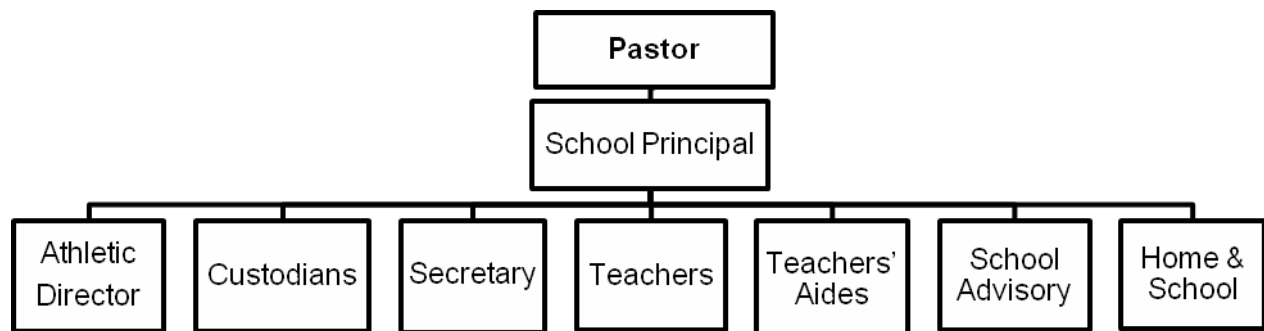 Pastor
School Principal
Athletic
Director
Custodians
Secretary
Teachers
Teachers’
Aides
School
Advisory
Home &
School